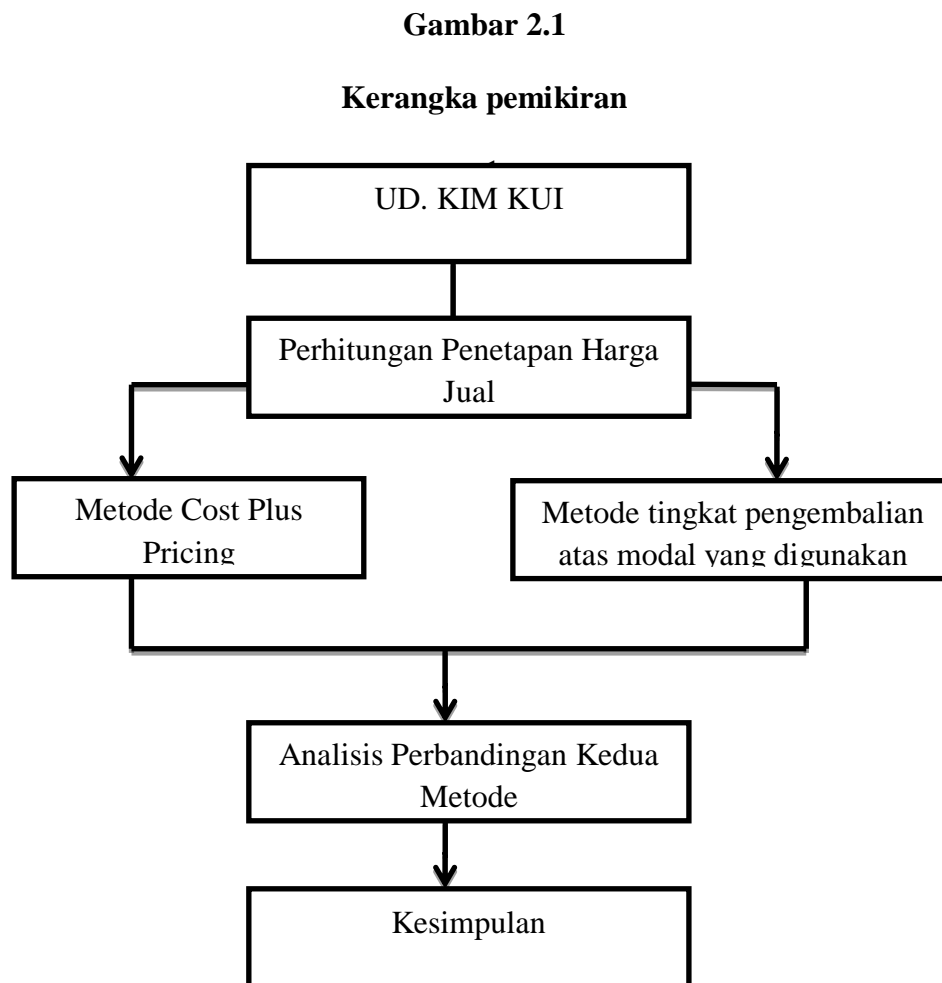 Gambar 2.1
Kerangka pemikiran
UD. KIM KUI
Perhitungan Penetapan Harga
Jual
Metode Cost Plus
Pricing
Metode tingkat pengembalian
atas modal yang digunakan
Analisis Perbandingan Kedua
Metode
Kesimpulan